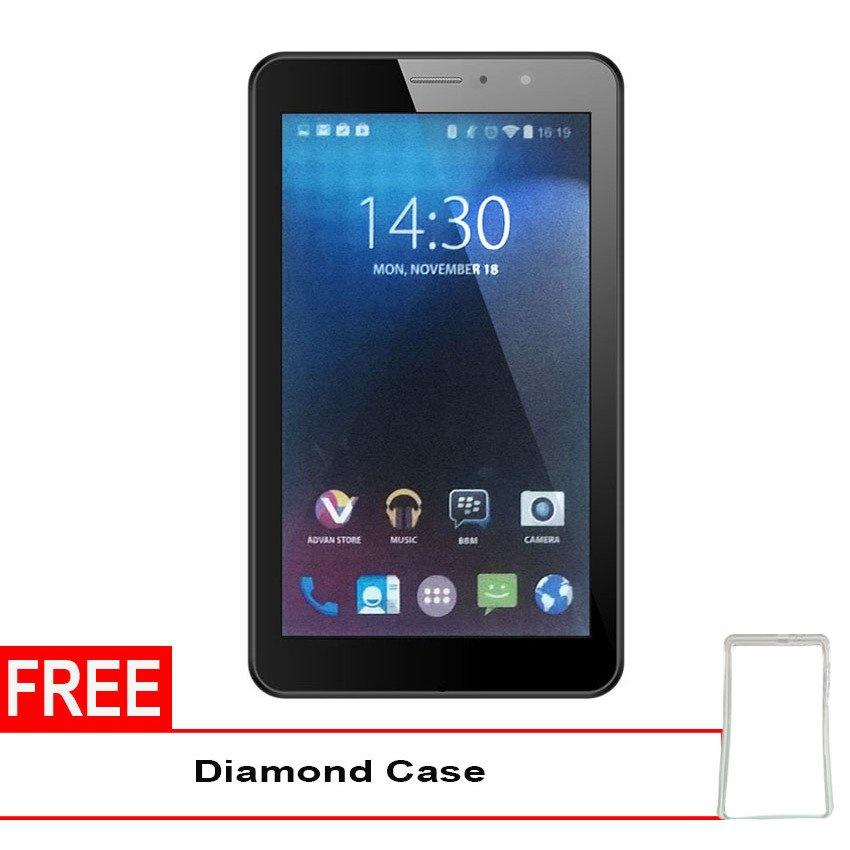 16:19
14:30
MON, NOVEMBER 18
ADVAN STORE
MUSIC
BBM
CAMERA
FREE
Diamond Case